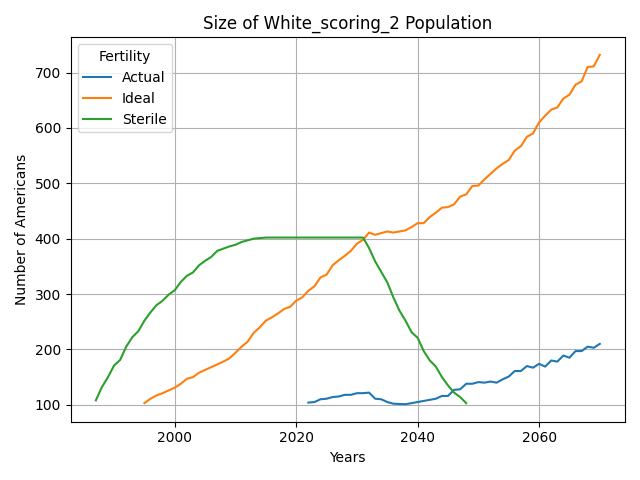 Size of White_scoring_2 Population
Fertility
Actual
Ideal
Sterile
Number of Americans
700
600
500
400
300
200
100
2000
2020
2040
2060
Years